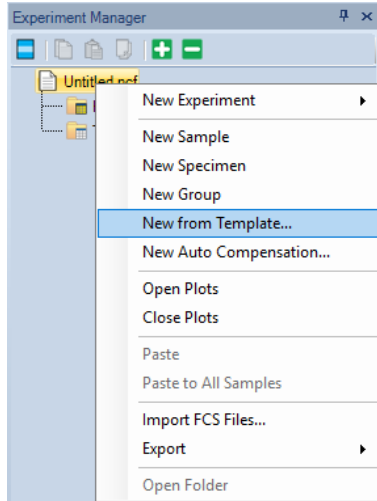 Experiment Manager
Untitled.ncf
New Experiment
New Sample
New Specimen
New Group
New from Template...
New Auto Compensation...
Open Plots
Close Plots
Paste
Paste to All Samples
Import FCS Files...
Export
Open Folder